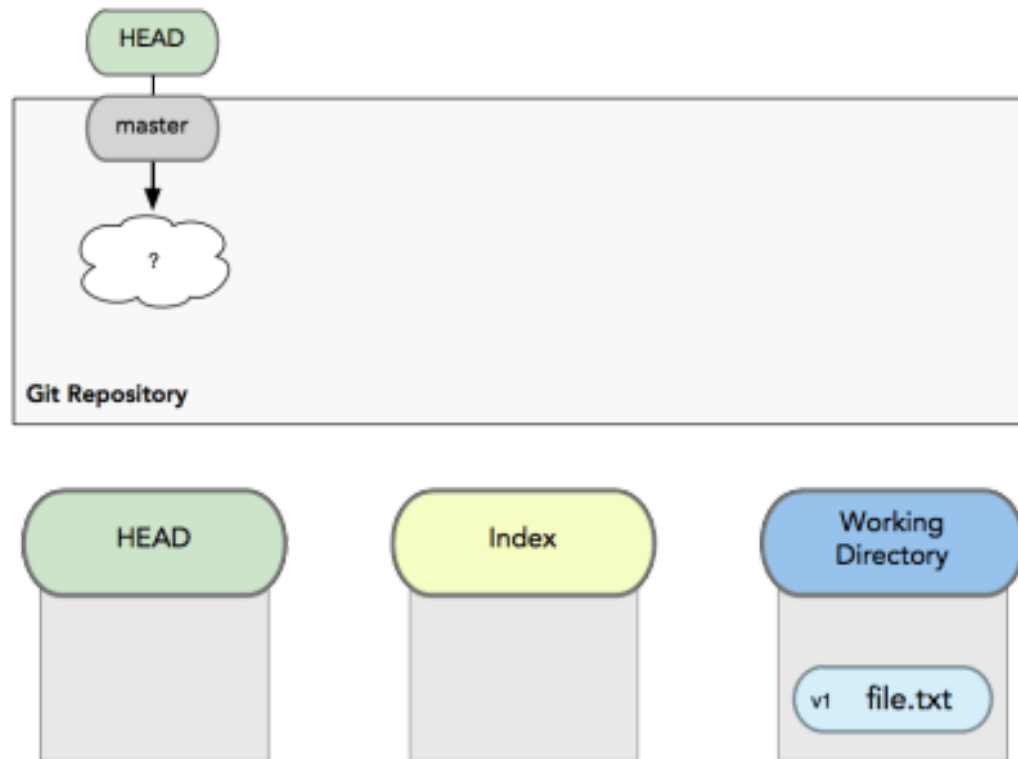 HEAD
master
?
Git Repository
HEAD
Index
Working
Directory
v1 file.txt